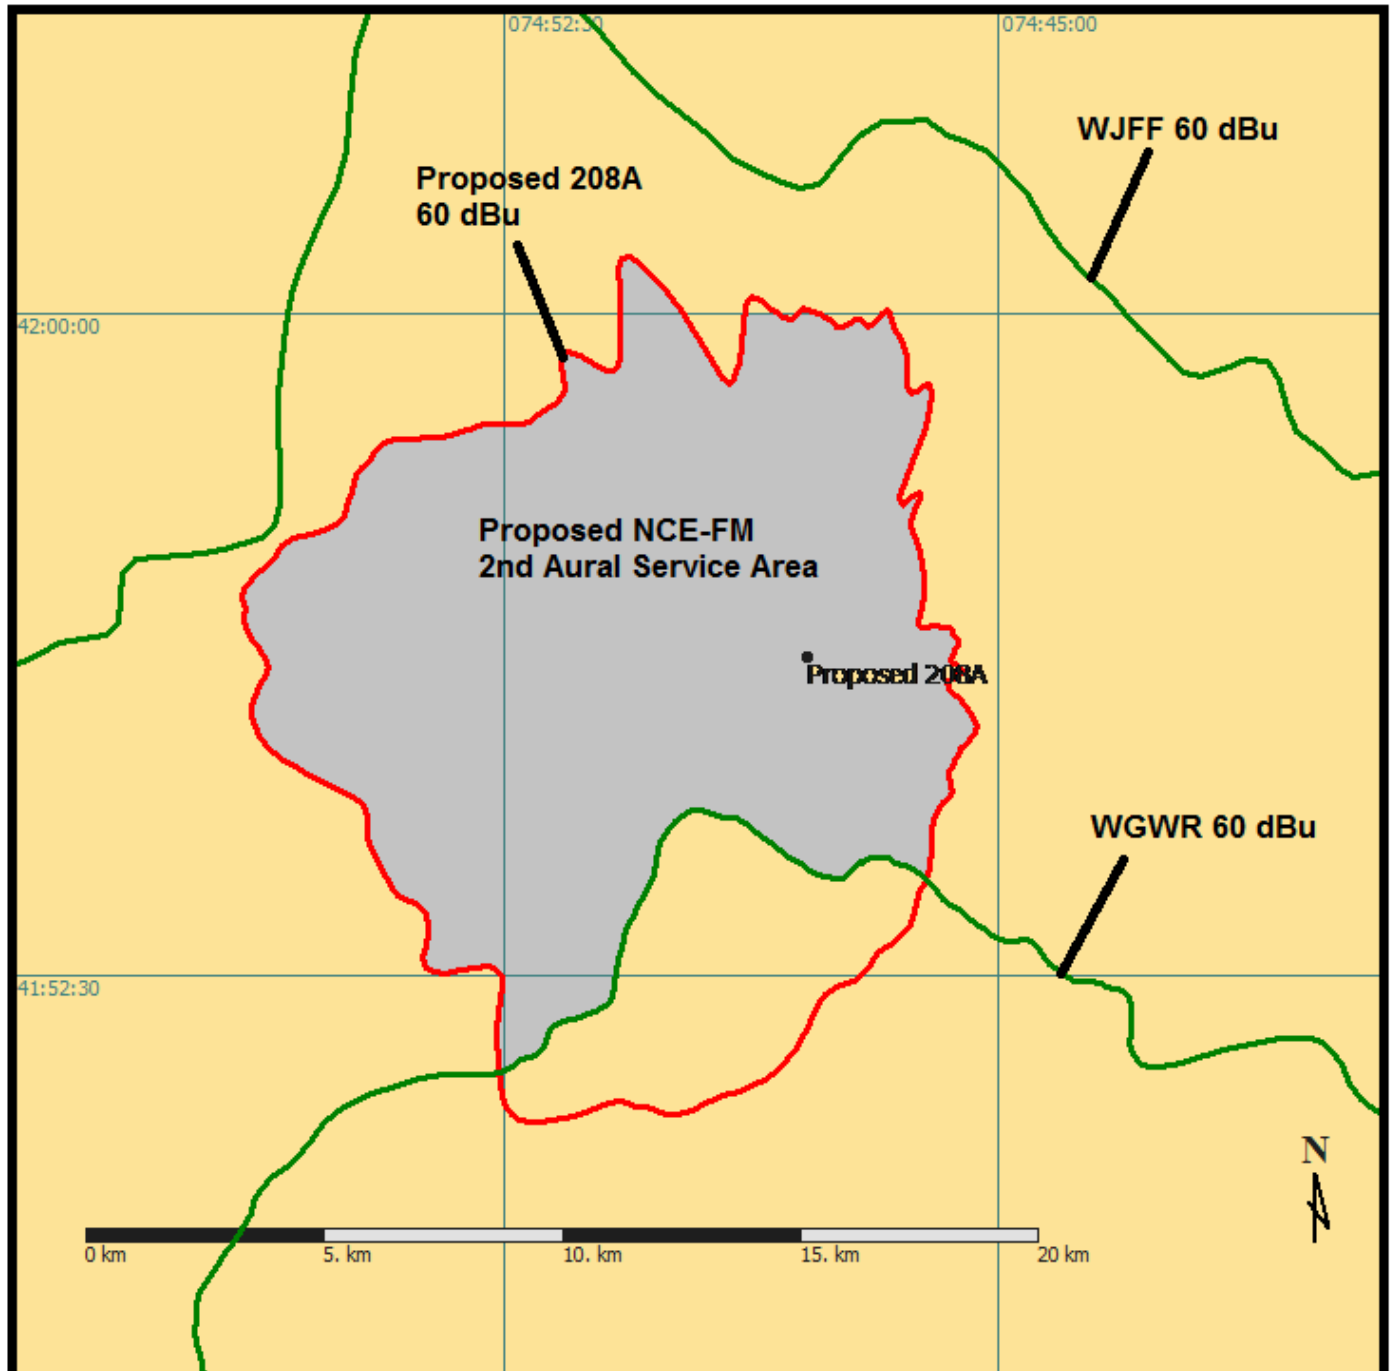 074:52:30
074:45:00
WJFF 60 dBu
Proposed 208A
60 dBu
42:00:00
Proposed NCE-FM
2nd Aural Service Area
Proposed 208A
WGWR 60 dBu
41:52:30
N
0 km
5. km
10. km
15. km
20 km